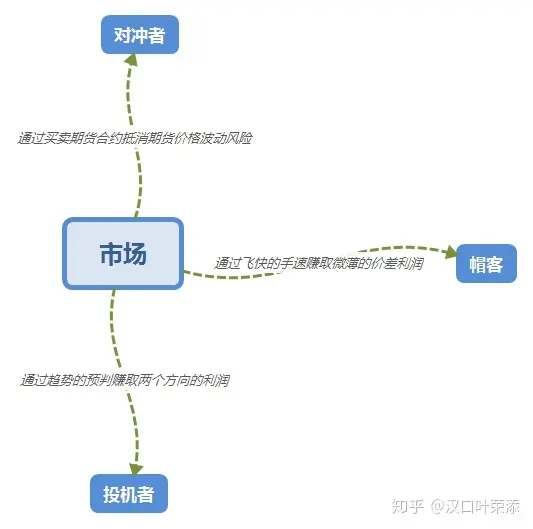 对冲者
通过买卖期货合约抵消期货价格波动风险
市场
通过飞快的手速赚取微薄的价差利润
帽客
通过趋势的预判赚取两个方向的利润
投机者
知乎 @汉口叶荣添